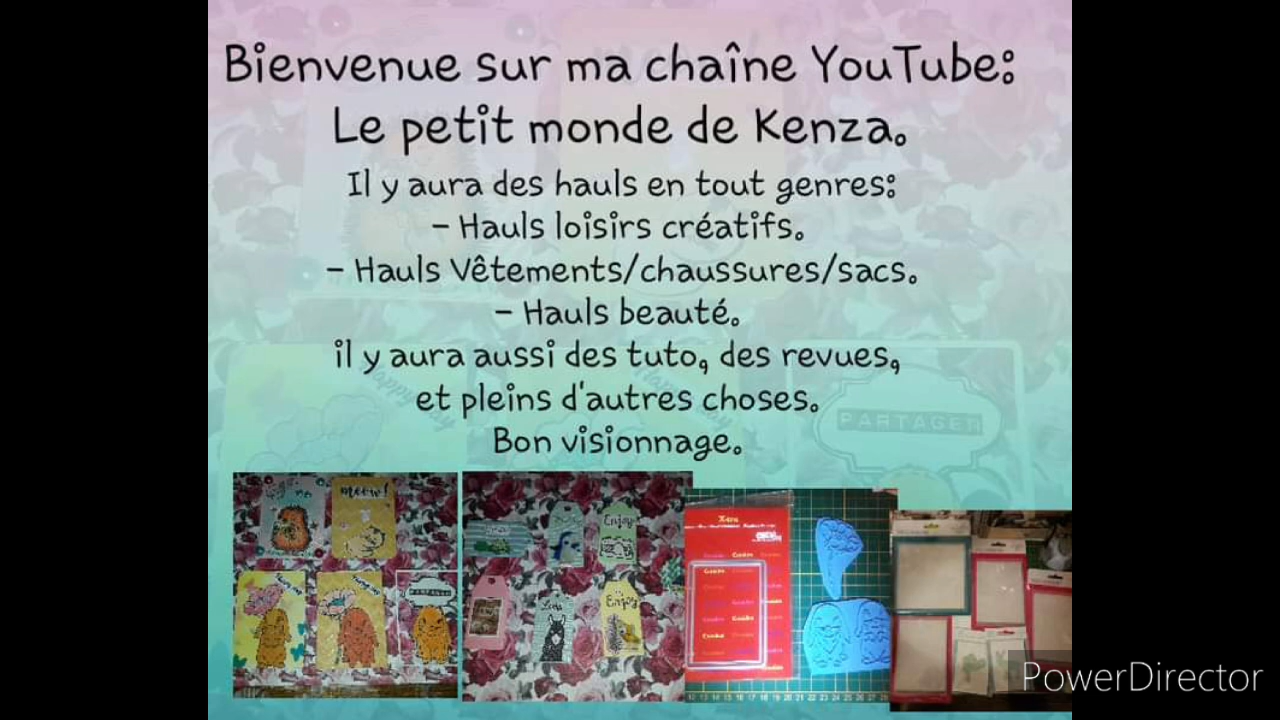 Bienvenue sur ma chaîne YouTube:
Le petit monde de Kenza.
Il y aura des hauls en tout genres:
- Hauls loisirs créatifs.
- Hauls Vêtements/chaussures/sacs.
- Hauls beauté.
il y aura aussi des tuto, des revues,
et pleins d'autres choses.
Bon visionnage.
PARTAGER
Enjoy
Enjoy
PowerDirector